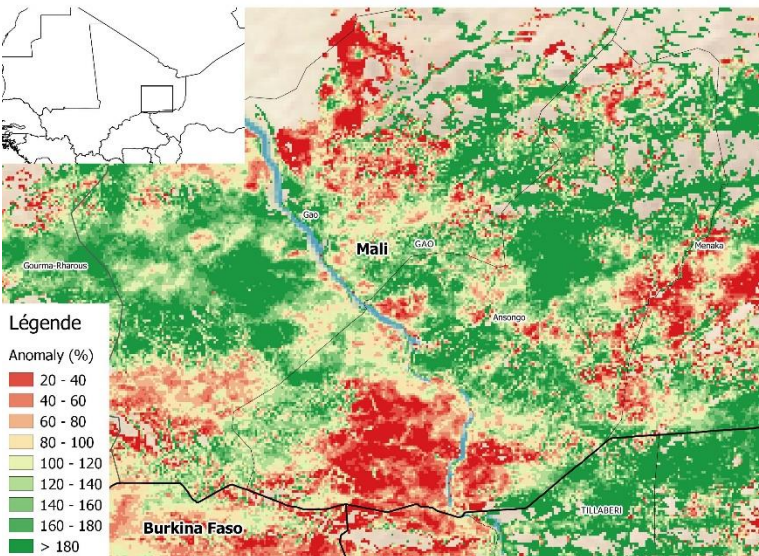 Gao
Mali
GAO
Menaka
Gourma-Rharous
Ansongo
Légende
Anomaly (%)
20 - 40
40 - 60
60 - 80
80 - 100
100 - 120
120 - 140
140 - 160
160 - 180
> 180
TILLABERI
Burkina Faso